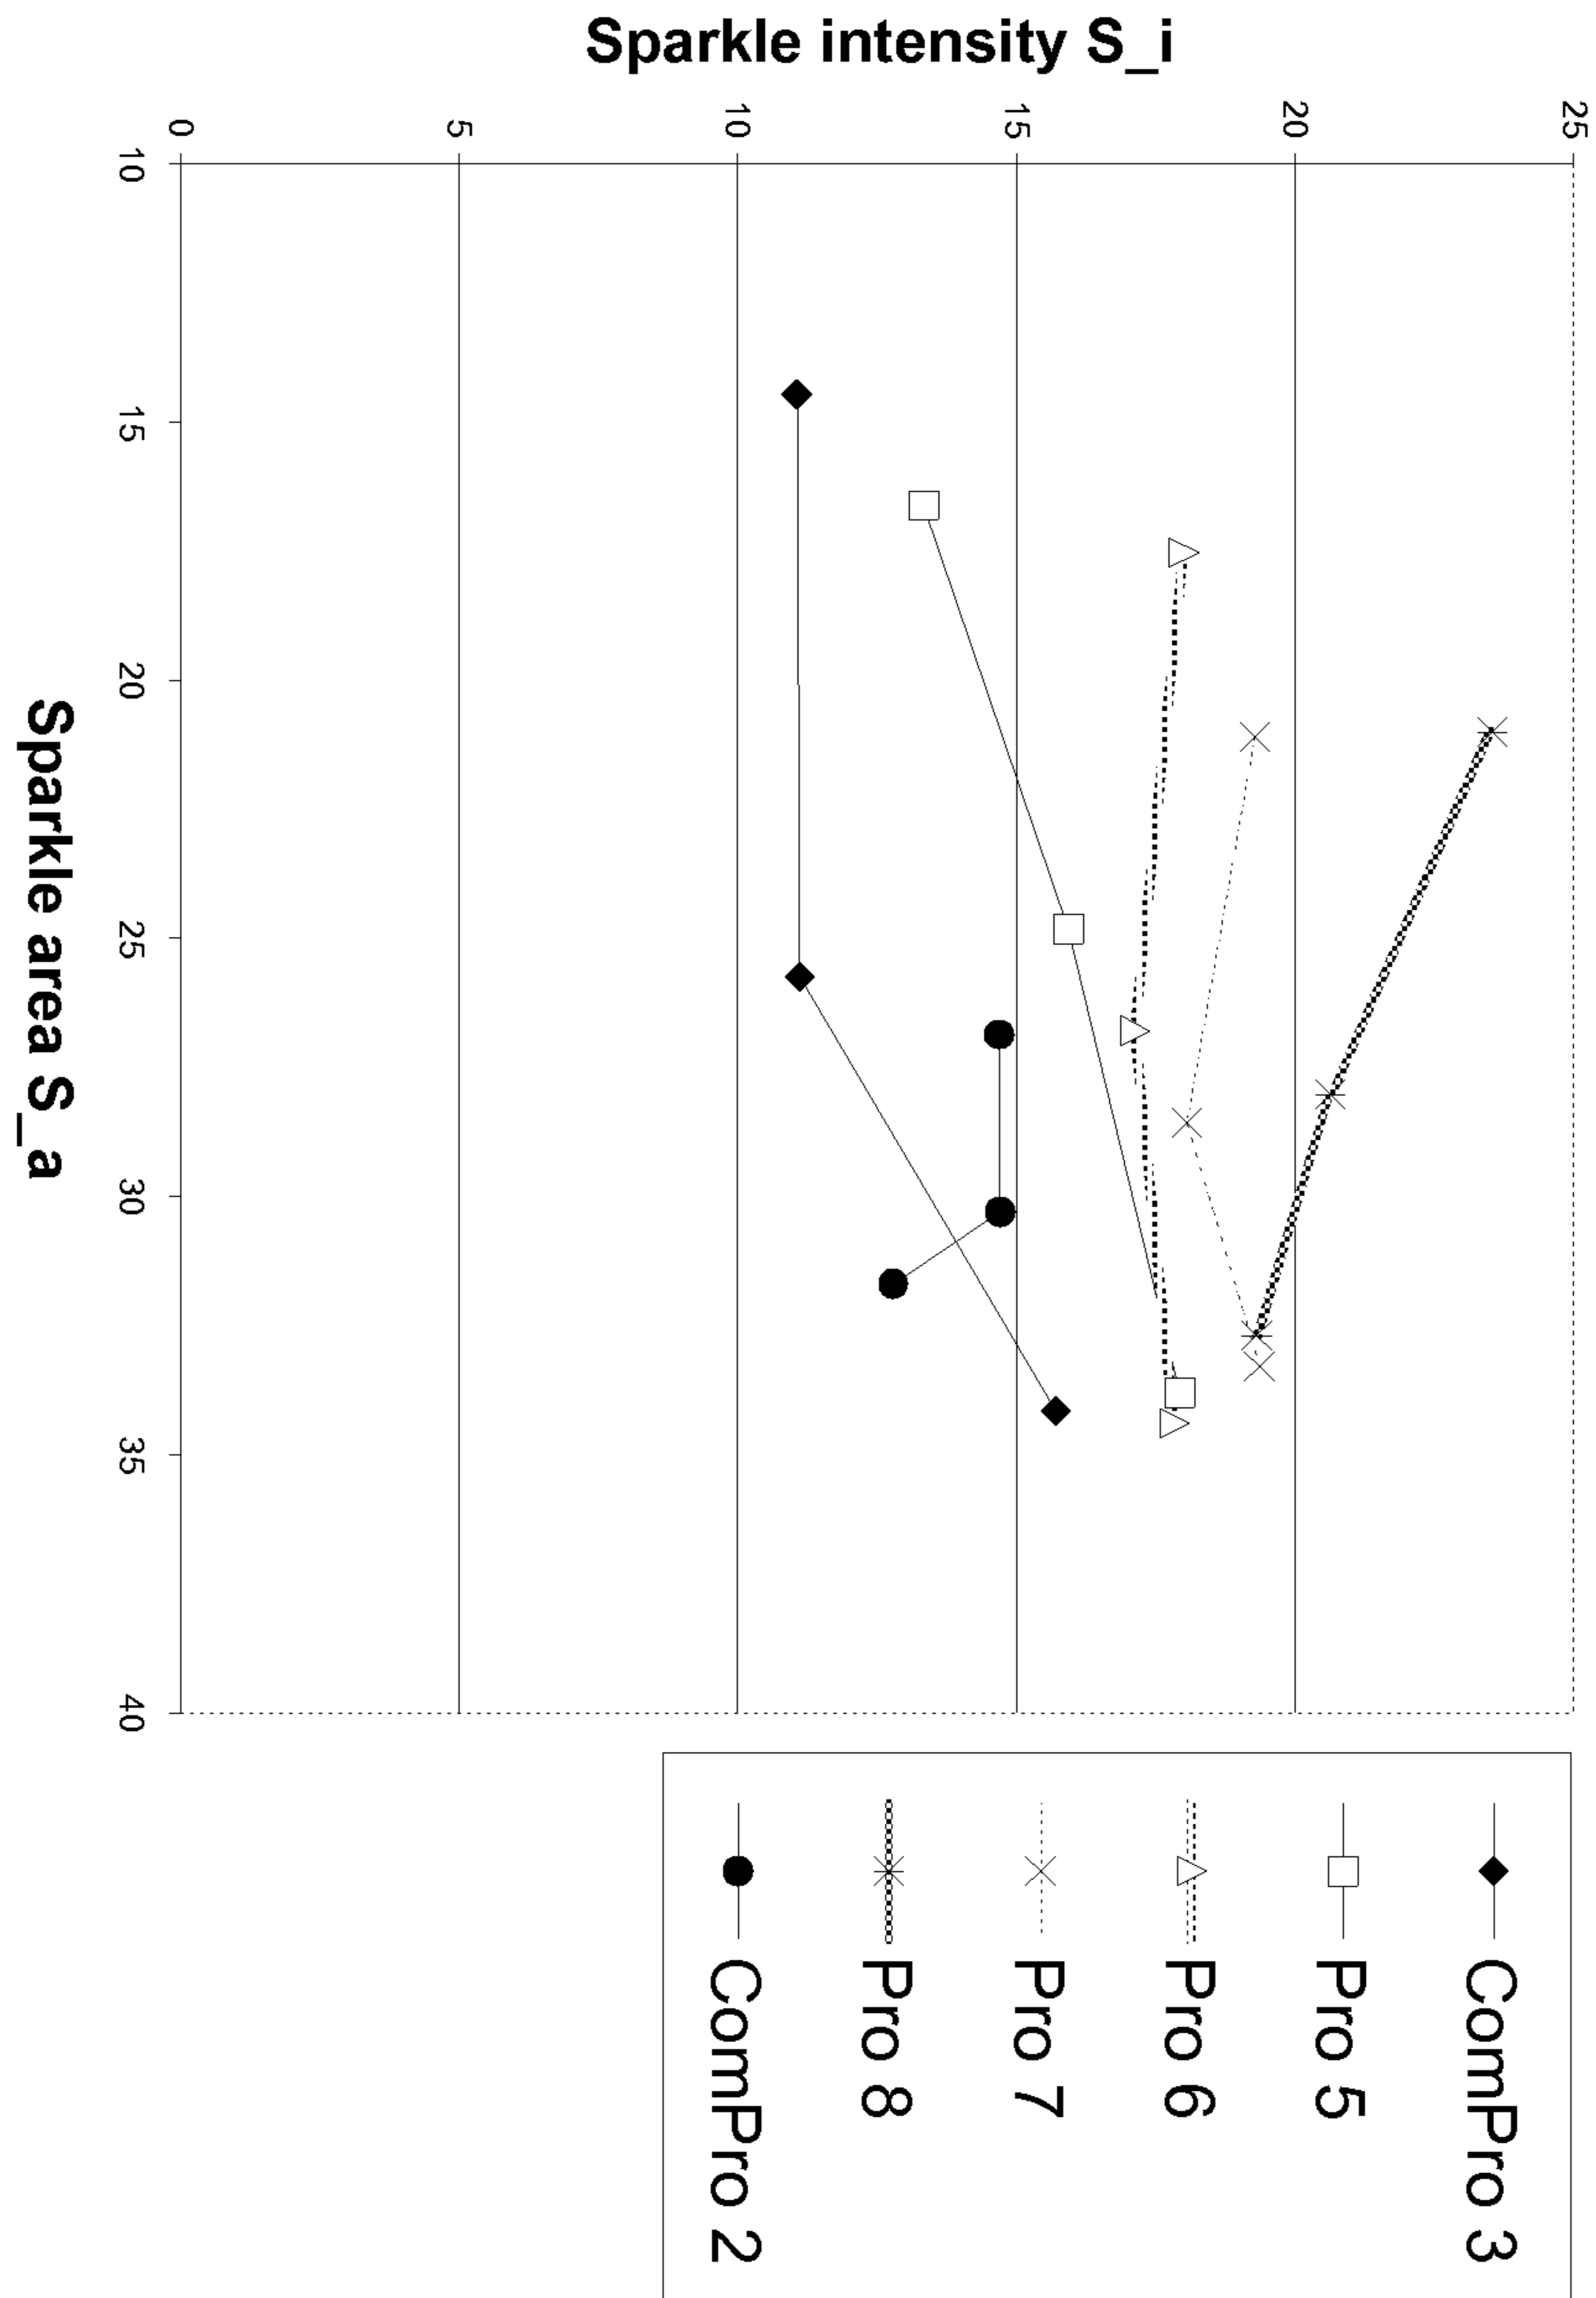 Sparkle intensity S_i
25
20
15
10
5
0
10
15
20
25
30
35
40
Sparkle area S_a
ComPro 3
Pro 5
Pro 6
Pro 7
Pro 8
ComPro 2